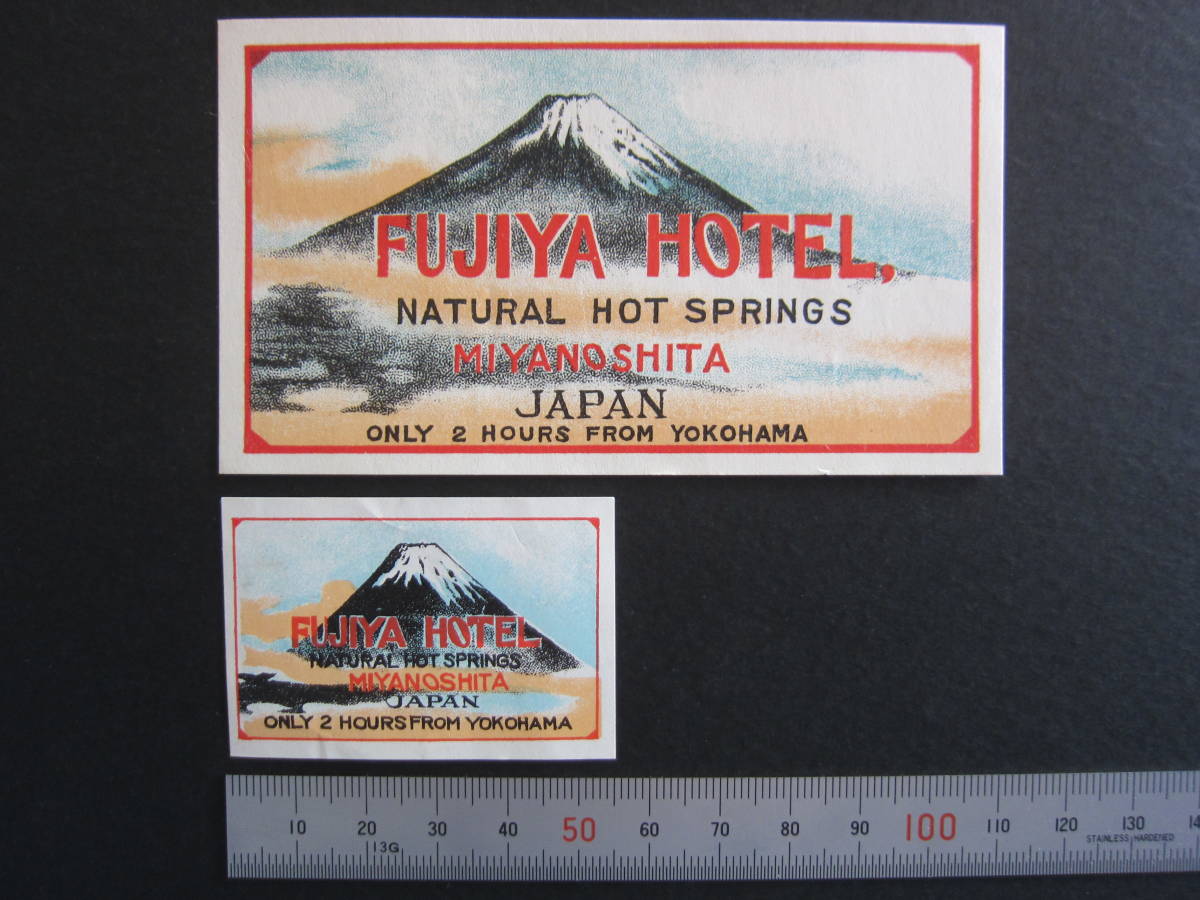 FUJIYA HOTEL,
NATURAL HOT SPRINGS
MIYANOSHITA
JAPAN
ONLY 2 HOURS FROM YOKOHAMA
FUJIYA HOTEL
NATURAL HOT SPRINGS
MIYANOSHITA
JAPAN
ONLY 2 HOURS FROM YOKOHAMA
10 20 30 40 50 60 70 80 90 100 110 120 130 14
13G STAINLESS HARDENED